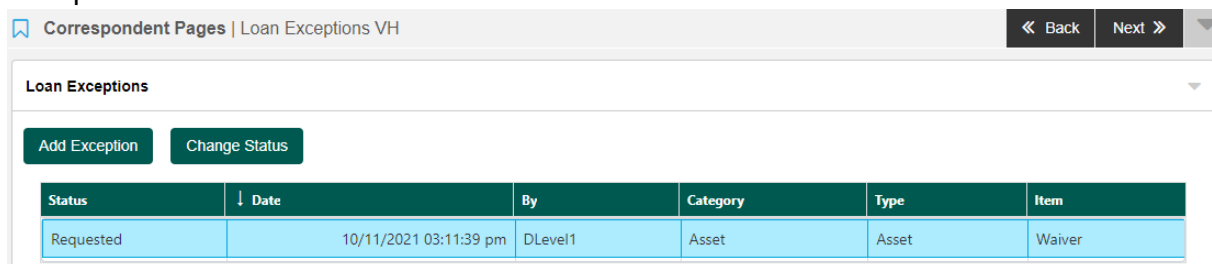 Correspondent Pages | Loan Exceptions VH « Back Next »
Loan Exceptions
Add Exception Change Status
Status ↓ Date By Category Type Item
Requested 10/11/2021 03:11:39 pm DLevel1 Asset Asset Waiver